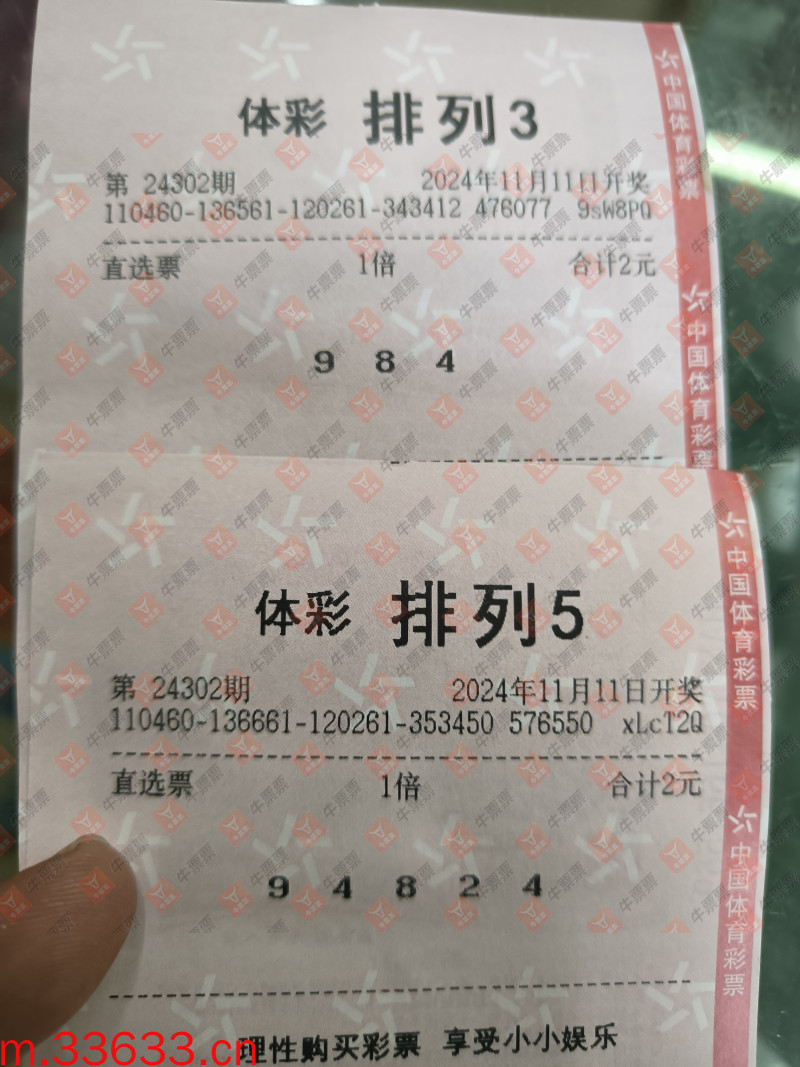 体彩 排列3
第 24302期 2024年11月11日开奖
110460-136561-120261-343412 476077 9sW8PQ
直选票 1倍 合计2元
9 8 4
中国体育彩票
中国体育彩票
体彩 排列5
第 24302期 2024年11月11日开奖
110460-136661-120261-353450 576550 xLcT2Q
直选票 1倍 合计2元
9 4 8 2 4
理性购买彩票 享受小小娱乐
中国体育彩票
中国体育彩票
牛票票
m.33633.cn